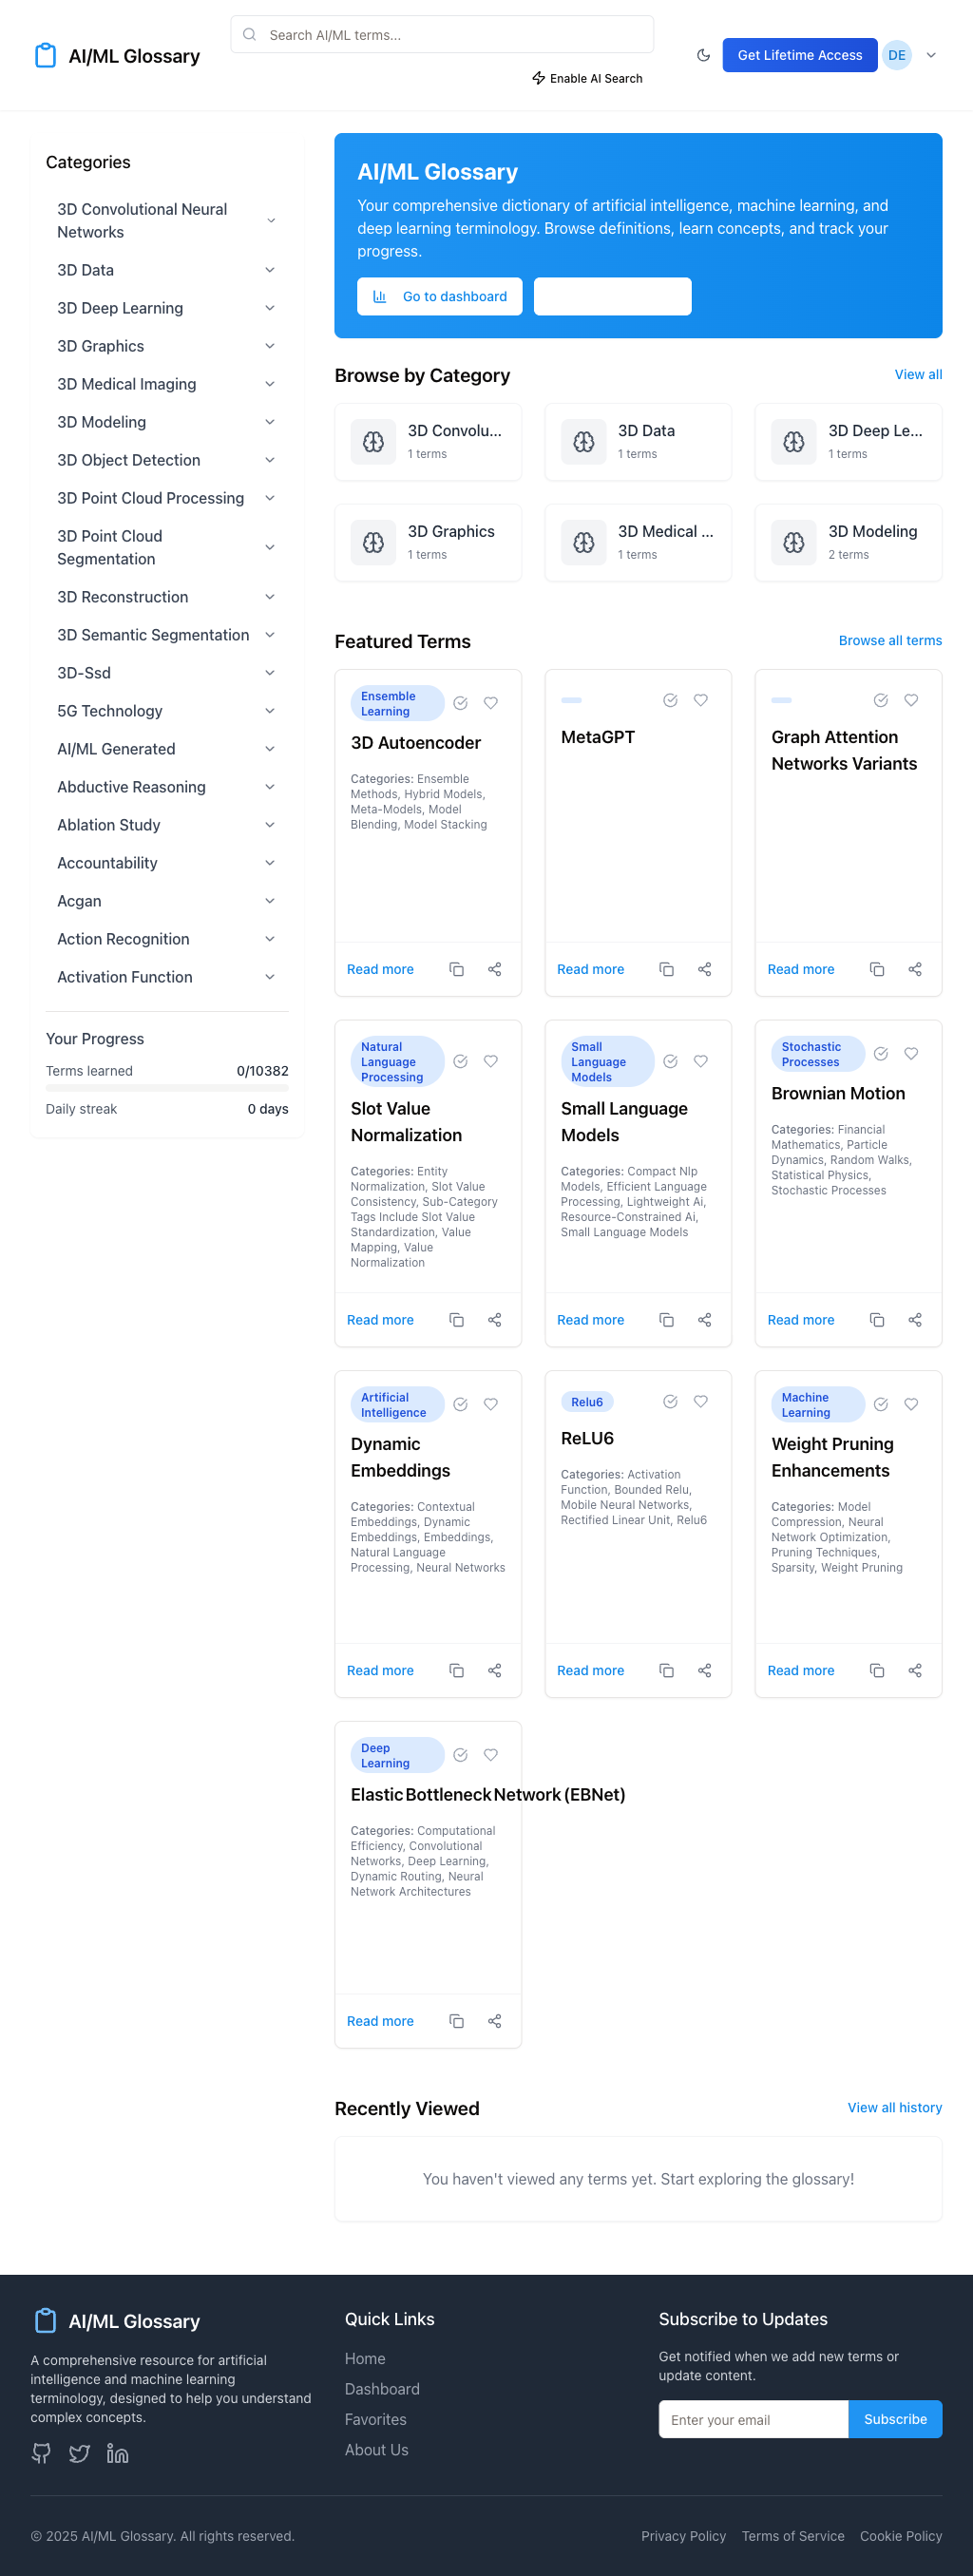 AI/ML Glossary
Search AI/ML terms...
Enable AI Search
Get Lifetime Access
DE
Categories
3D Convolutional Neural
Networks
3D Data
3D Deep Learning
3D Graphics
3D Medical Imaging
3D Modeling
3D Object Detection
3D Point Cloud Processing
3D Point Cloud
Segmentation
3D Reconstruction
3D Semantic Segmentation
3D-Ssd
5G Technology
AI/ML Generated
Abductive Reasoning
Ablation Study
Accountability
Acgan
Action Recognition
Activation Function
Your Progress
Terms learned 0/10382
Daily streak 0 days
AI/ML Glossary
Your comprehensive dictionary of artificial intelligence, machine learning, and
deep learning terminology. Browse definitions, learn concepts, and track your
progress.
Go to dashboard
Browse by Category
View all
3D Convolu...
1 terms
3D Data
1 terms
3D Deep Le...
1 terms
3D Graphics
1 terms
3D Medical ...
1 terms
3D Modeling
2 terms
Featured Terms
Browse all terms
Ensemble
Learning
3D Autoencoder
Categories: Ensemble
Methods, Hybrid Models,
Meta-Models, Model
Blending, Model Stacking
Read more
MetaGPT
Read more
Graph Attention
Networks Variants
Read more
Natural
Language
Processing
Slot Value
Normalization
Categories: Entity
Normalization, Slot Value
Consistency, Sub-Category
Tags Include Slot Value
Standardization, Value
Mapping, Value
Normalization
Read more
Small
Language
Models
Small Language
Models
Categories: Compact Nlp
Models, Efficient Language
Processing, Lightweight Ai,
Resource-Constrained Ai,
Small Language Models
Read more
Stochastic
Processes
Brownian Motion
Categories: Financial
Mathematics, Particle
Dynamics, Random Walks,
Statistical Physics,
Stochastic Processes
Read more
Artificial
Intelligence
Dynamic
Embeddings
Categories: Contextual
Embeddings, Dynamic
Embeddings, Embeddings,
Natural Language
Processing, Neural Networks
Read more
Relu6
ReLU6
Categories: Activation
Function, Bounded Relu,
Mobile Neural Networks,
Rectified Linear Unit, Relu6
Read more
Machine
Learning
Weight Pruning
Enhancements
Categories: Model
Compression, Neural
Network Optimization,
Pruning Techniques,
Sparsity, Weight Pruning
Read more
Deep
Learning
Elastic Bottleneck Network (EBNet)
Categories: Computational
Efficiency, Convolutional
Networks, Deep Learning,
Dynamic Routing, Neural
Network Architectures
Read more
Recently Viewed
View all history
You haven't viewed any terms yet. Start exploring the glossary!
AI/ML Glossary
A comprehensive resource for artificial
intelligence and machine learning
terminology, designed to help you understand
complex concepts.
Quick Links
Home
Dashboard
Favorites
About Us
Subscribe to Updates
Get notified when we add new terms or
update content.
Enter your email
Subscribe
© 2025 AI/ML Glossary. All rights reserved.
Privacy Policy
Terms of Service
Cookie Policy